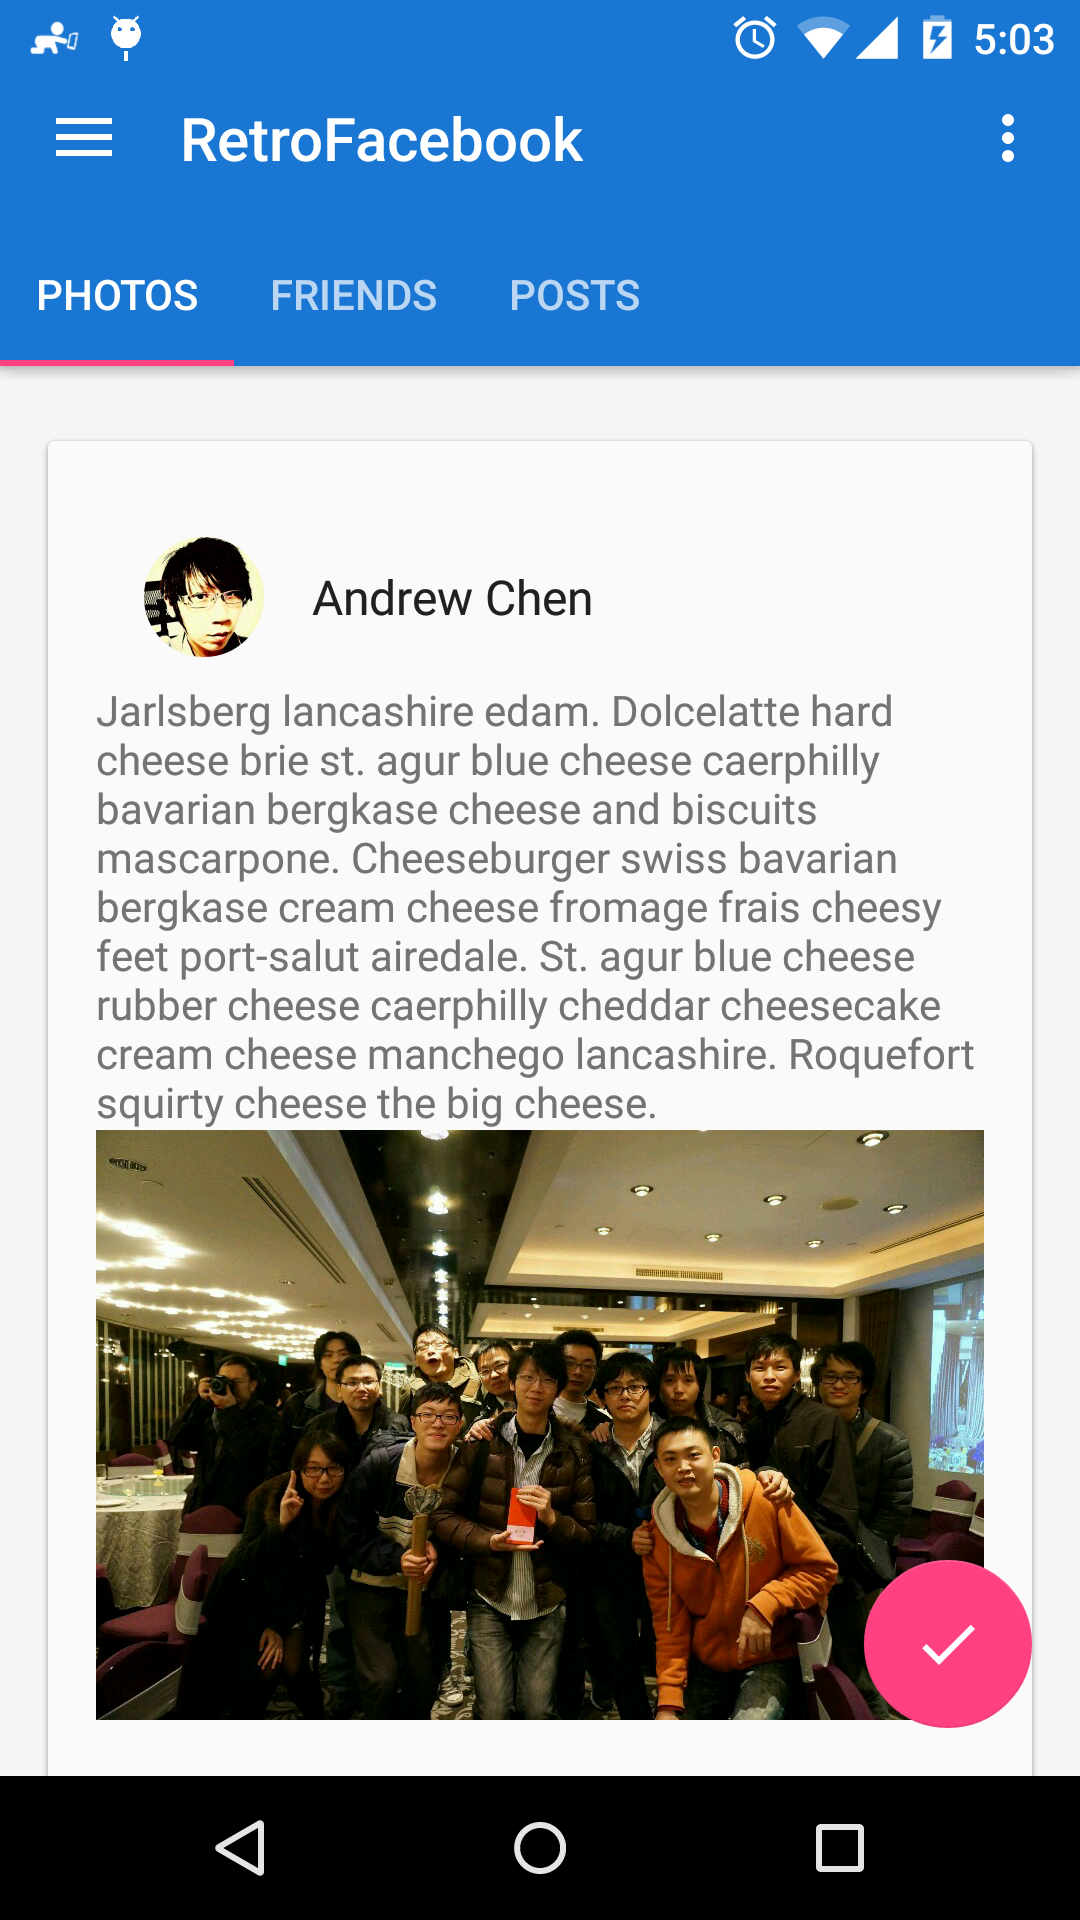 5:03
RetroFacebook
PHOTOS FRIENDS POSTS
Andrew Chen
Jarlsberg lancashire edam. Dolcelatte hard
cheese brie st. agur blue cheese caerphilly
bavarian bergkase cheese and biscuits
mascarpone. Cheeseburger swiss bavarian
bergkase cream cheese fromage frais cheesy
feet port-salut airedale. St. agur blue cheese
rubber cheese caerphilly cheddar cheesecake
cream cheese manchego lancashire. Roquefort
squirty cheese the big cheese.